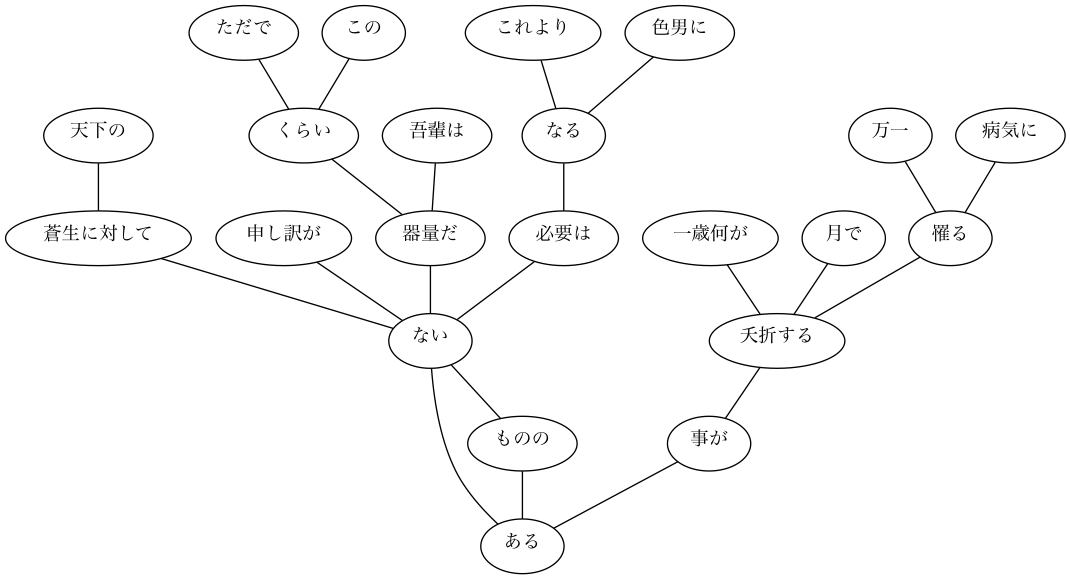 ただで この これより 色男に
天下の くらい 吾輩は なる 万一 病気に
蒼生に対して 申し訳が 器量だ 必要は 一歳何が 月で 罹る
ない 夭折する
ものの 事が
ある